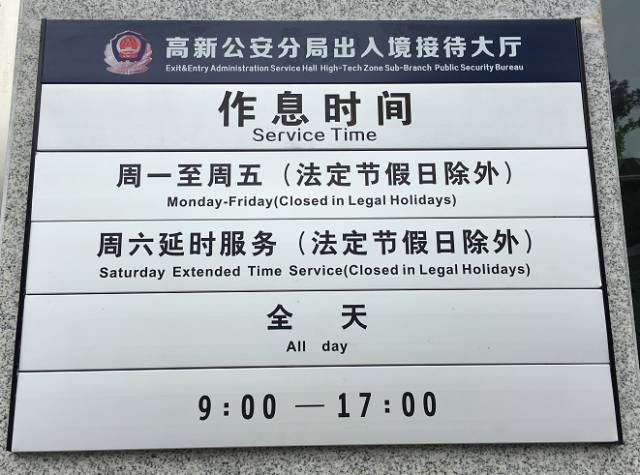 高新公安分局出入境接待大厅
Exit&Entry Administration Service Hall High-Tech Zone Sub-Branch Public Security Bureau
作息时间
Service Time
周一至周五（法定节假日除外）
Monday-Friday(Closed in Legal Holidays)
周六延时服务（法定节假日除外）
Saturday Extended Time Service(Closed in Legal Holidays)
全 天
All day
9:00 — 17:00